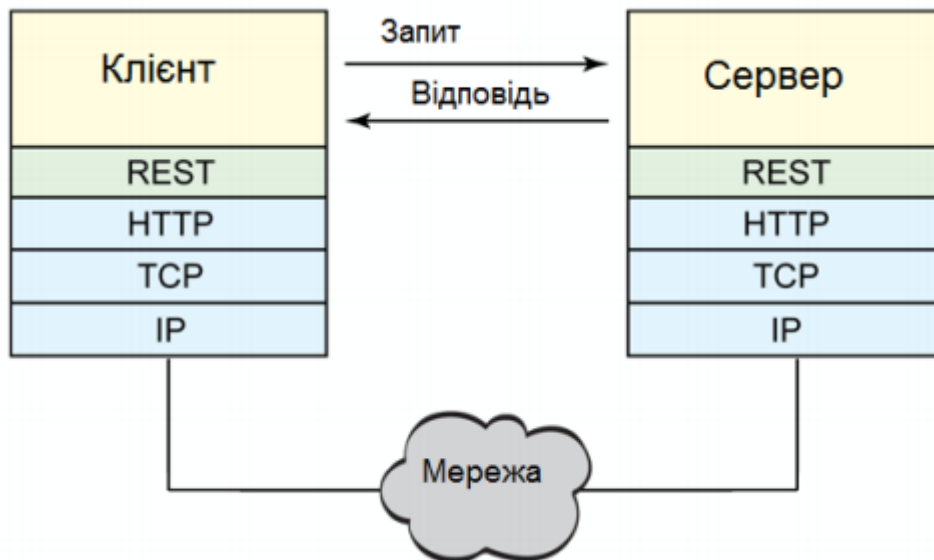 Клієнт
Запит
Відповідь
Сервер
REST
HTTP
TCP
IP
REST
HTTP
TCP
IP
Мережа